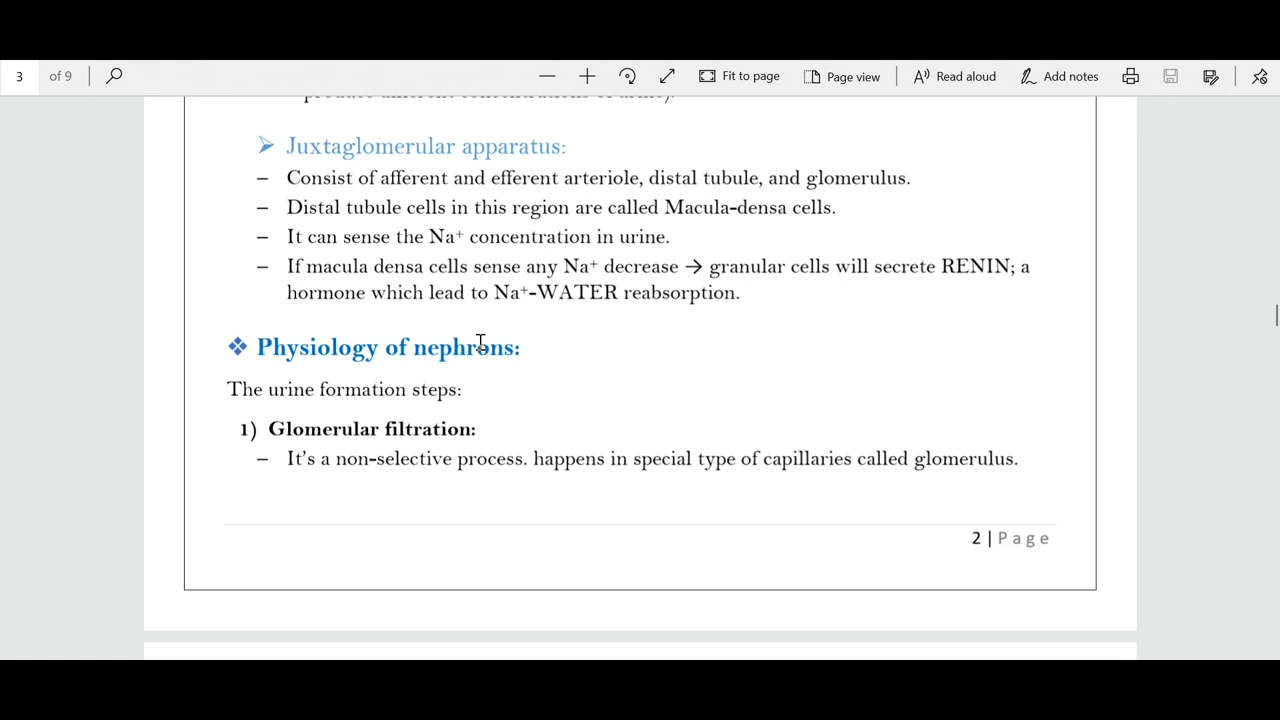 3 of 9 Fit to page Page view Read aloud Add notes
➢ Juxtaglomerular apparatus:
– Consist of afferent and efferent arteriole, distal tubule, and glomerulus.
– Distal tubule cells in this region are called Macula-densa cells.
– It can sense the Na⁺ concentration in urine.
– If macula densa cells sense any Na⁺ decrease → granular cells will secrete RENIN; a
hormone which lead to Na⁺-WATER reabsorption.
❖ Physiology of nephrons:
The urine formation steps:
1) Glomerular filtration:
– It's a non-selective process. happens in special type of capillaries called glomerulus.
2 | Page